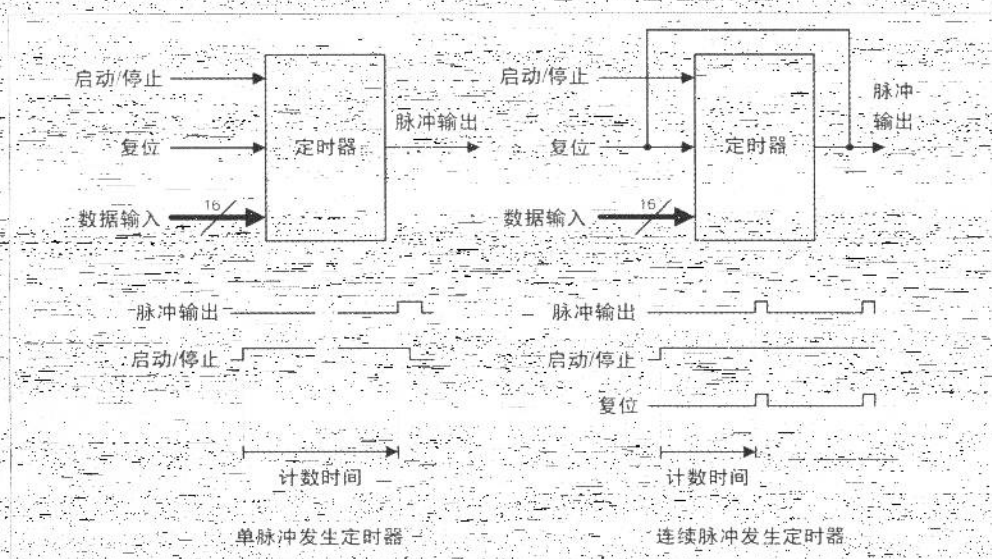 启动/停止
复位
数据输入
16
定时器
脉冲输出
启动/停止
复位
数据输入
16
定时器
脉冲
输出
脉冲输出
启动/停止
计数时间
单脉冲发生定时器
脉冲输出
启动/停止
复位
计数时间
连续脉冲发生定时器